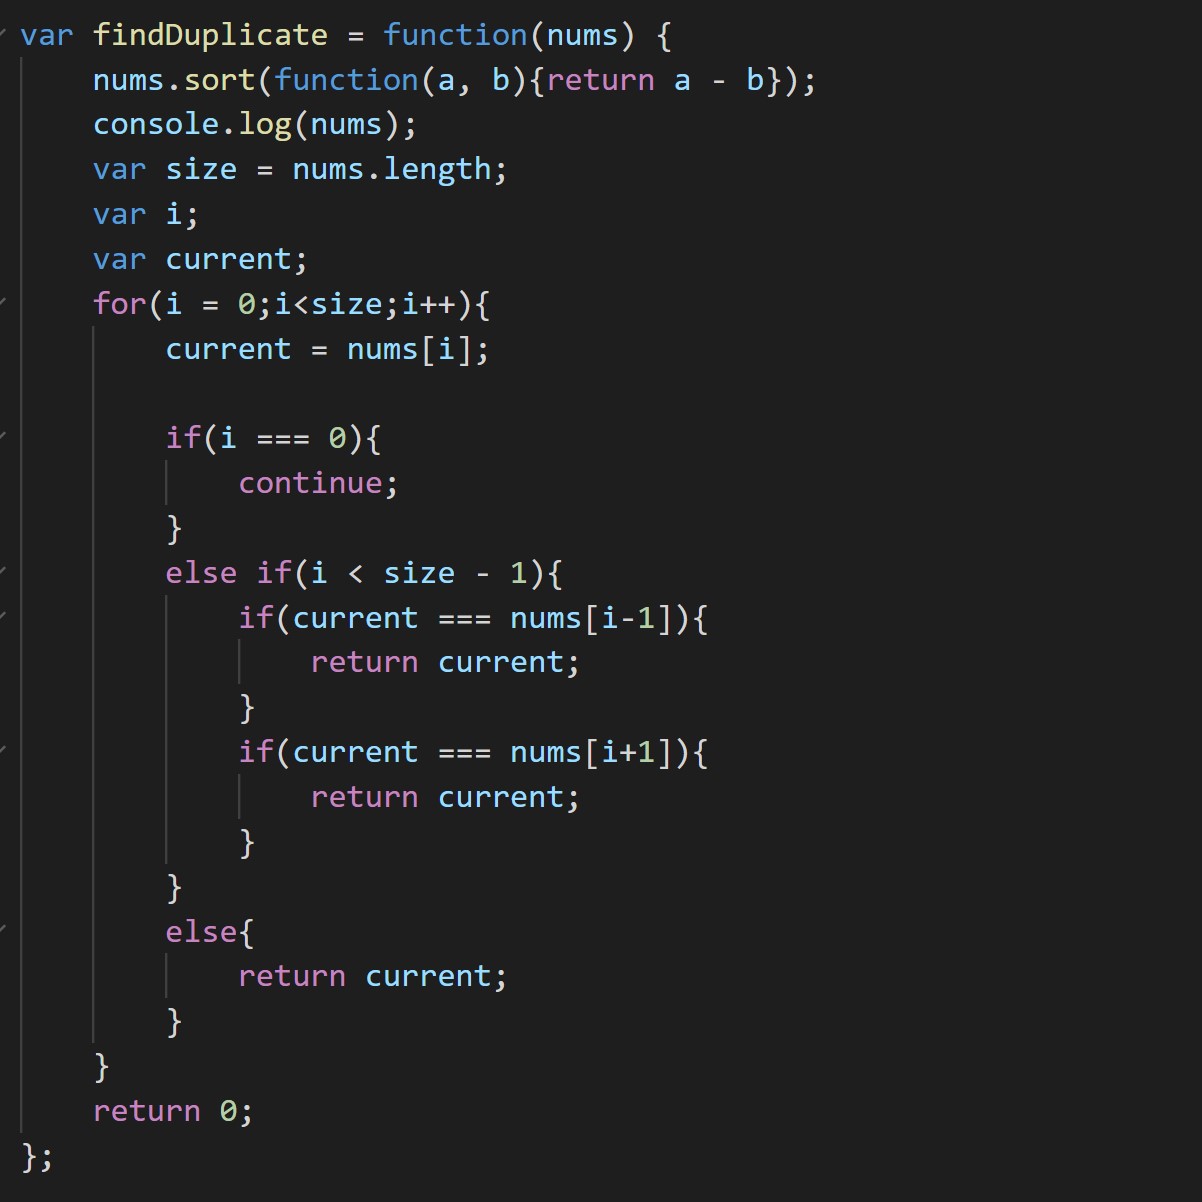 var findDuplicate = function(nums) {
    nums.sort(function(a, b){return a - b});
    console.log(nums);
    var size = nums.length;
    var i;
    var current;
    for(i = 0;i<size;i++){
        current = nums[i];

        if(i === 0){
            continue;
        }
        else if(i < size - 1){
            if(current === nums[i-1]){
                return current;
            }
            if(current === nums[i+1]){
                return current;
            }
        }
        else{
            return current;
        }
    }
    return 0;
};